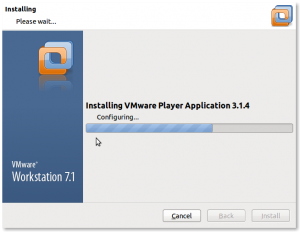 Installing
Please wait...
Installing VMware Player Application 3.1.4
Configuring...
VMware®
Workstation 7.1
Cancel
Back
Install